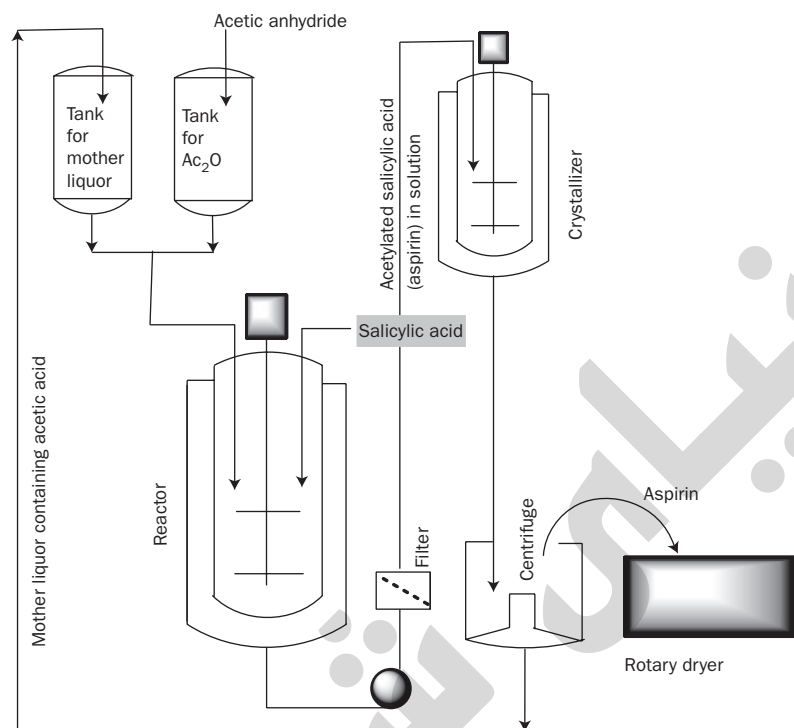 Acetic anhydride
Tank
for
mother
liquor
Tank
for
Ac₂O
Acetylated salicylic acid
(aspirin) in solution
Crystallizer
Salicylic acid
Mother liquor containing acetic acid
Reactor
Filter
Centrifuge
Aspirin
Rotary dryer